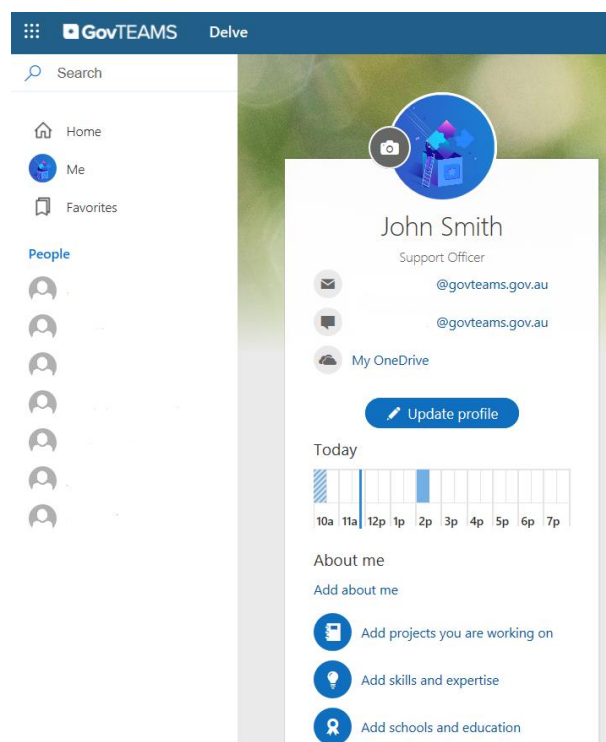 GovTEAMS Delve
Search
Home
Me
Favorites
People
John Smith
Support Officer
@govteams.gov.au
@govteams.gov.au
My OneDrive
Update profile
Today
10a 11a 12p 1p 2p 3p 4p 5p 6p 7p
About me
Add about me
Add projects you are working on
Add skills and expertise
Add schools and education